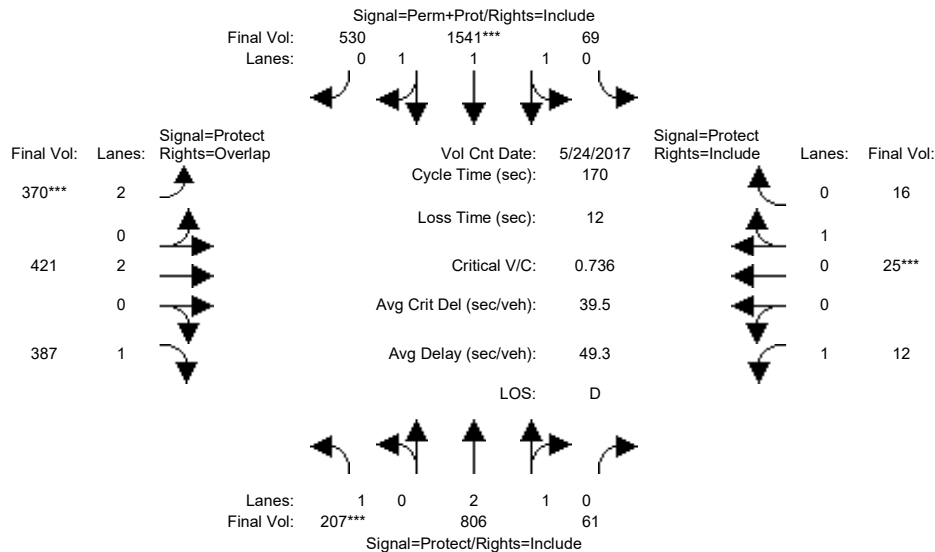 Signal=Perm+Prot/Rights=Include
Final Vol: 530 1541*** 69
Lanes: 0 1 1 1 0
Signal=Protect Signal=Protect
Final Vol: Lanes: Rights=Overlap Vol Cnt Date: 5/24/2017 Rights=Include Lanes: Final Vol:
Cycle Time (sec): 170
370*** 2 0 16
Loss Time (sec): 12
0 1
421 2 Critical V/C: 0.736 0 25***
0 Avg Crit Del (sec/veh): 39.5 0
387 1 Avg Delay (sec/veh): 49.3 1 12
LOS: D
Lanes: 1 0 2 1 0
Final Vol: 207*** 806 61
Signal=Protect/Rights=Include